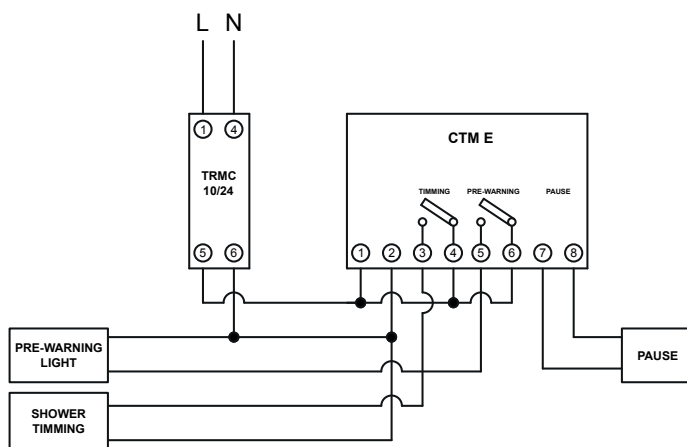 L N
1 4
TRMC
10/24
5 6
CTM E
TIMMING PRE-WARNING PAUSE
1 2 3 4 5 6 7 8
PRE-WARNING
LIGHT
PAUSE
SHOWER
TIMMING